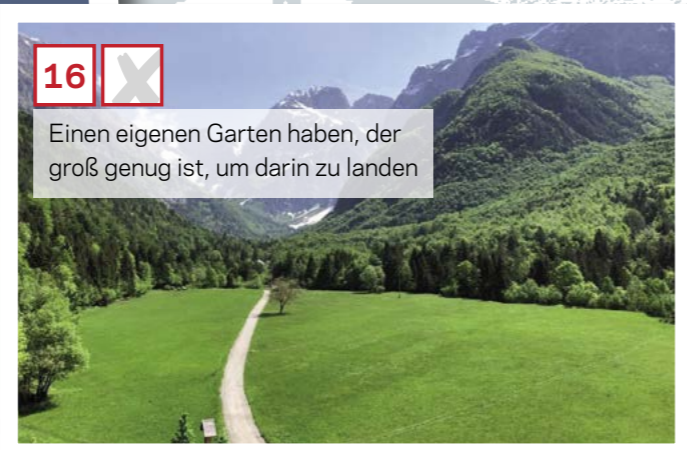 16
Einen eigenen Garten haben, der
groß genug ist, um darin zu landen